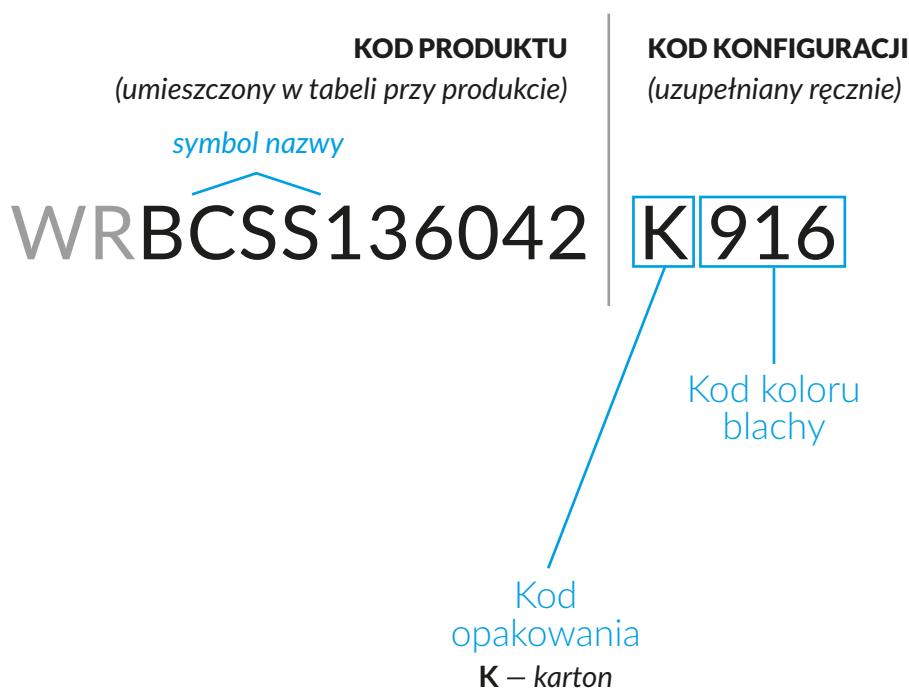 KOD PRODUKTU
(umieszczony w tabeli przy produkcie)
KOD KONFIGURACJI
(uzupełniany ręcznie)
symbol nazwy
WRBCSS136042 K 916
Kod koloru
blachy
Kod
opakowania
K – karton